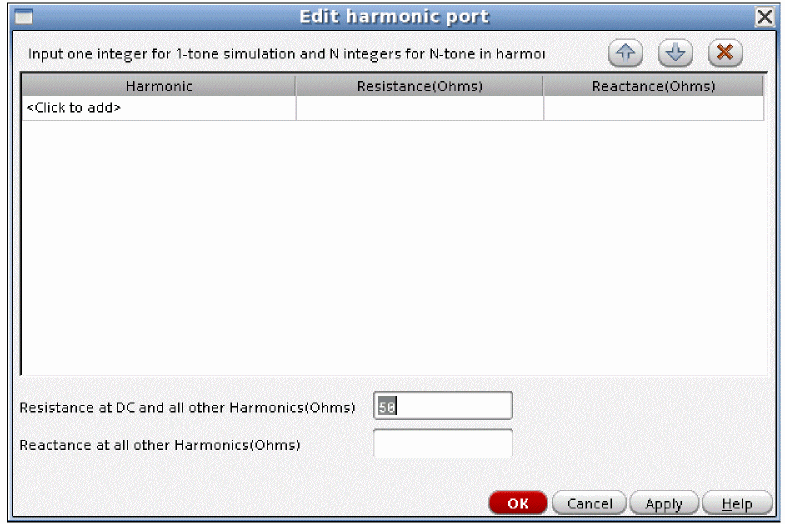 Edit harmonic port
Input one integer for 1-tone simulation and N integers for N-tone in harmo
Harmonic Resistance(Ohms) Reactance(Ohms)
<Click to add>
Resistance at DC and all other Harmonics(Ohms) 50
Reactance at all other Harmonics(Ohms)
OK Cancel Apply Help